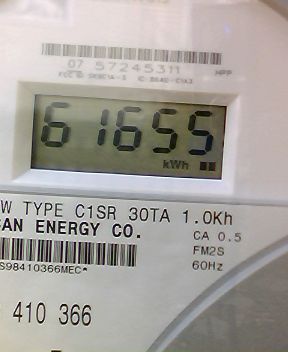 07 57245311
61655
kWh
W TYPE C1SR 30TA 1.0Kh
CAN ENERGY CO.
CA 0.5
FM2S
60Hz
S98410366MEC*
410 366